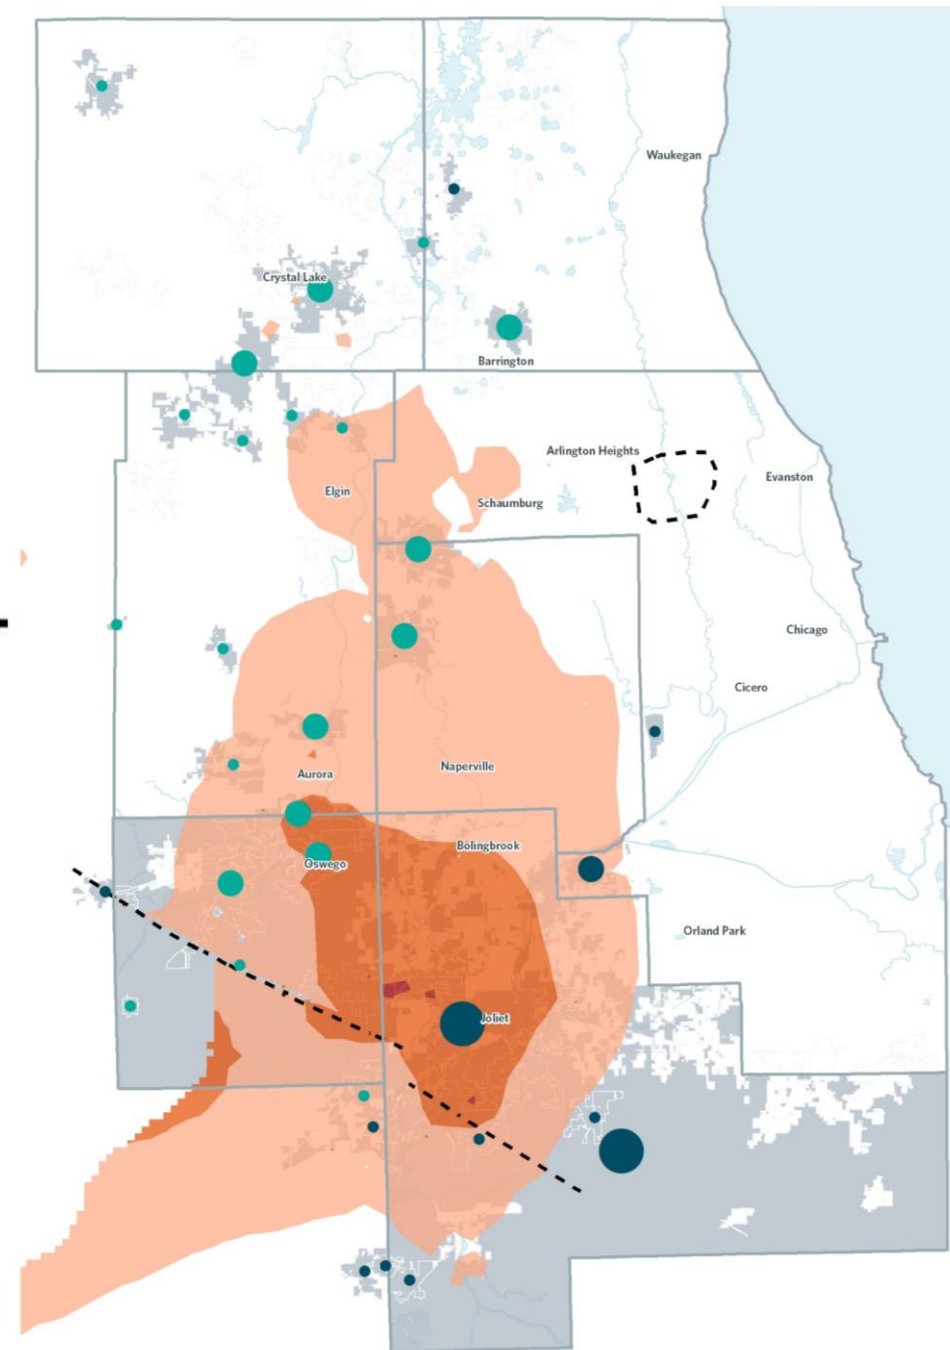 Waukegan
Crystal Lake
Barrington
Arlington Heights
Evanston
Elgin
Schaumburg
Chicago
Cicero
Naperville
Aurora
Bolingbrook
Oswego
Orland Park
Joliet